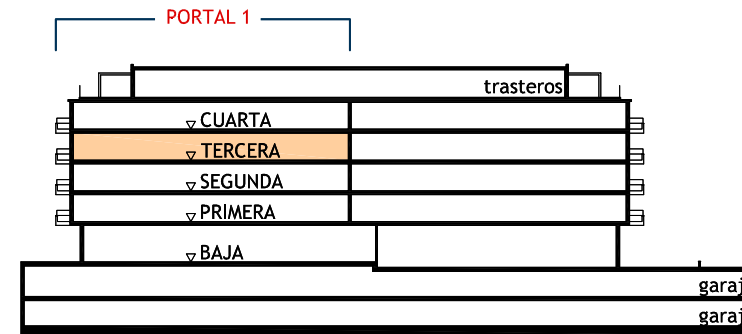 PORTAL 1
trasteros
CUARTA
TERCERA
SEGUNDA
PRIMERA
BAJA
garaj
garaj